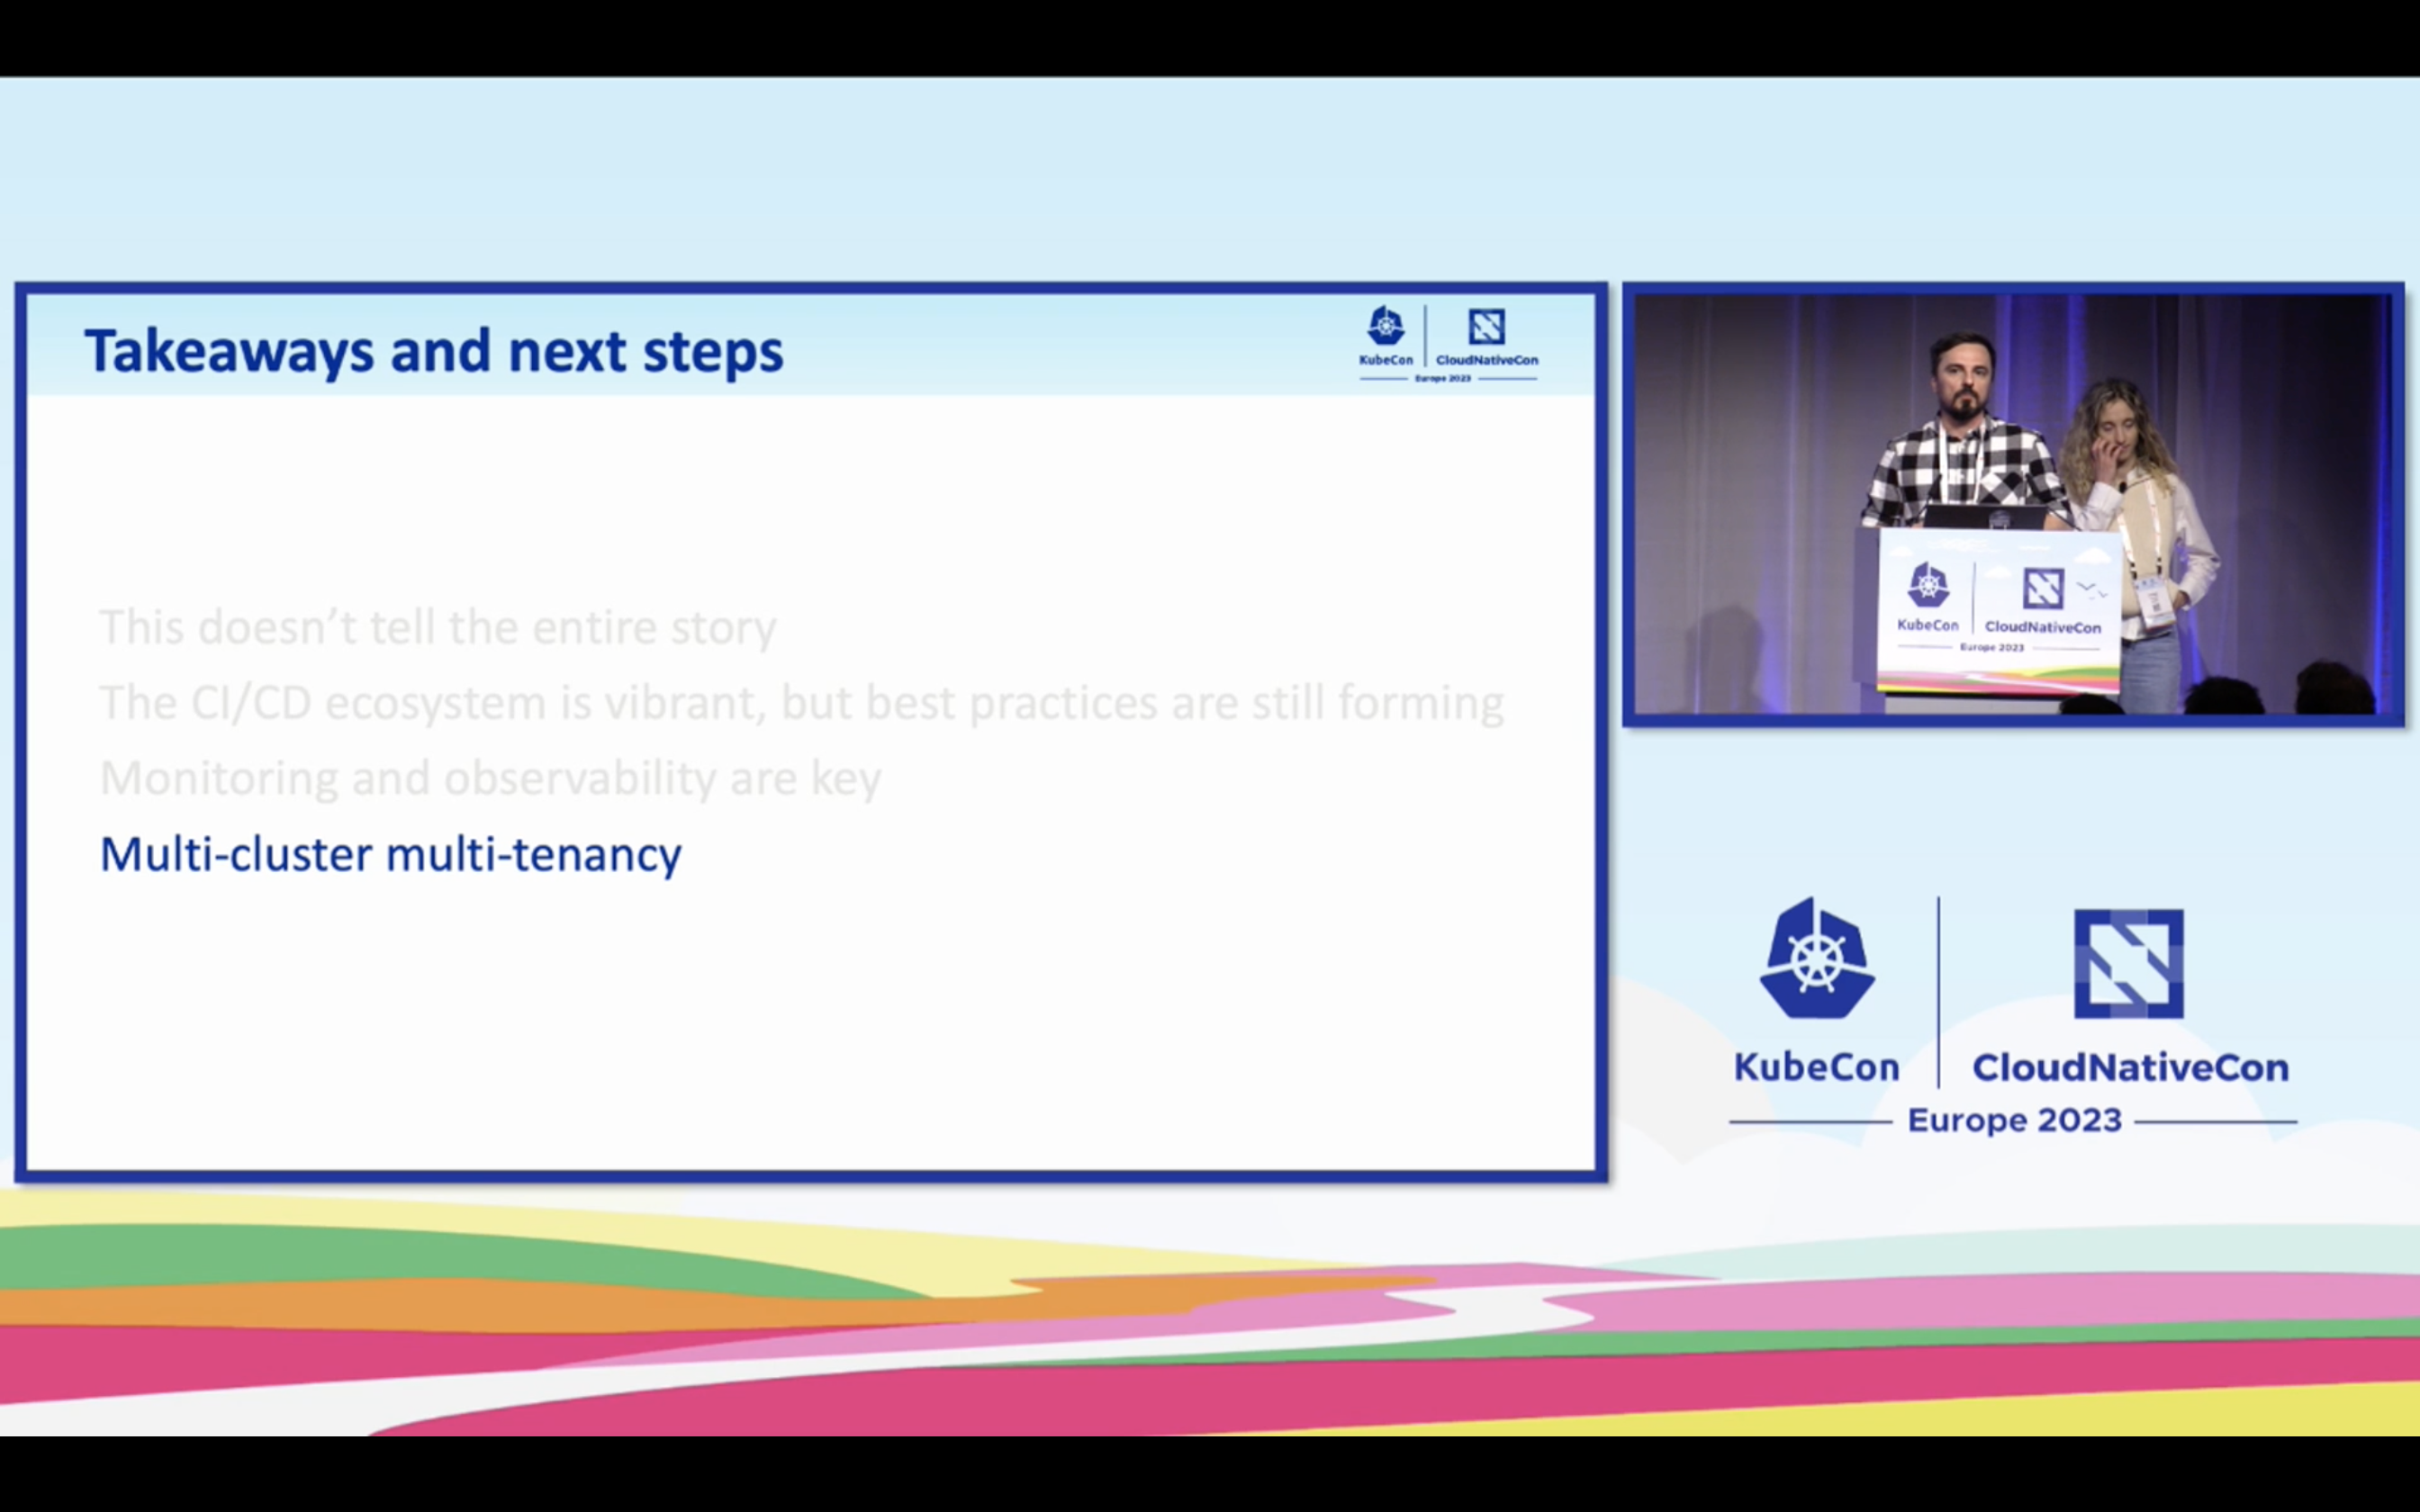 Takeaways and next steps
KubeCon
CloudNativeCon
Europe 2023
This doesn’t tell the entire story
The CI/CD ecosystem is vibrant, but best practices are still forming
Monitoring and observability are key
Multi-cluster multi-tenancy
KubeCon
CloudNativeCon
Europe 2023
KubeCon
CloudNativeCon
Europe 2023